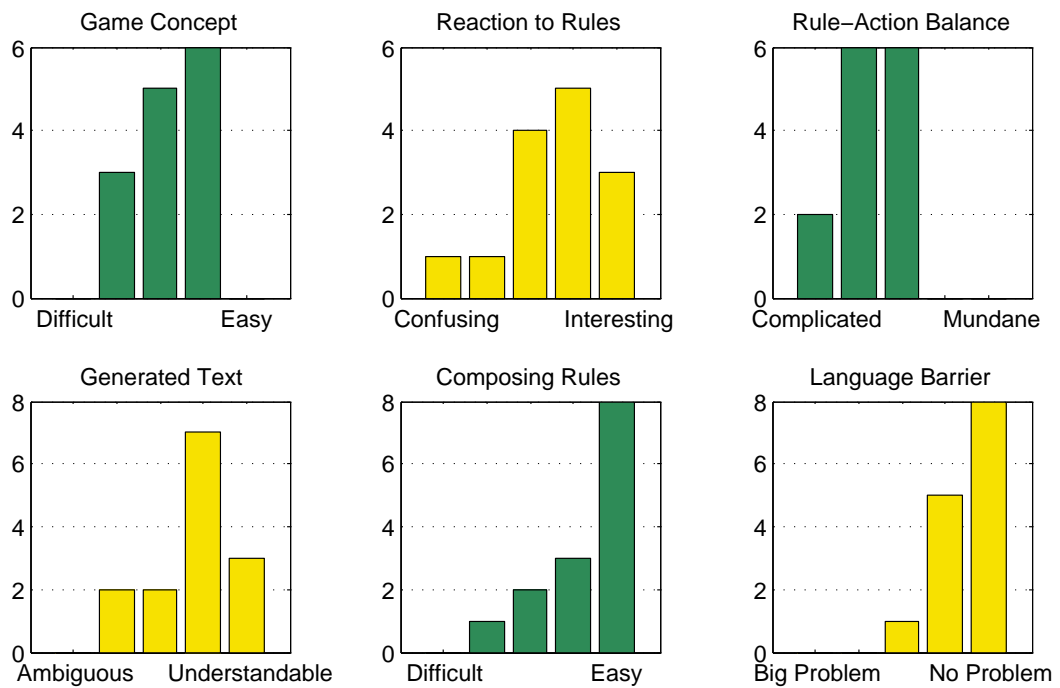 Game Concept
6
4
2
0
Difficult Easy
Reaction to Rules
6
4
2
0
Confusing Interesting
Rule−Action Balance
6
4
2
0
Complicated Mundane
Generated Text
8
6
4
2
0
Ambiguous Understandable
Composing Rules
8
6
4
2
0
Difficult Easy
Language Barrier
8
6
4
2
0
Big Problem No Problem